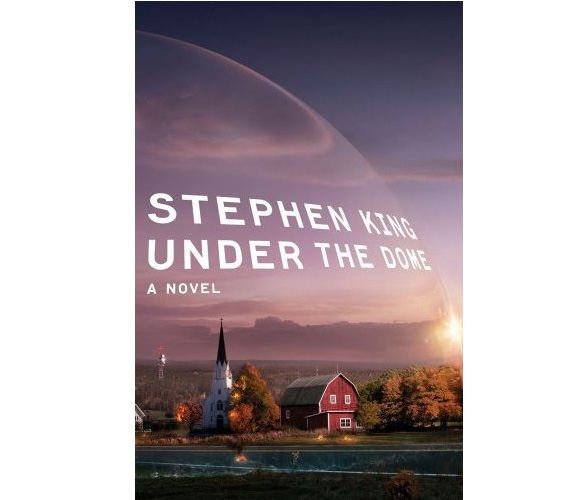 STEPHEN KING
UNDER THE DOME
A NOVEL